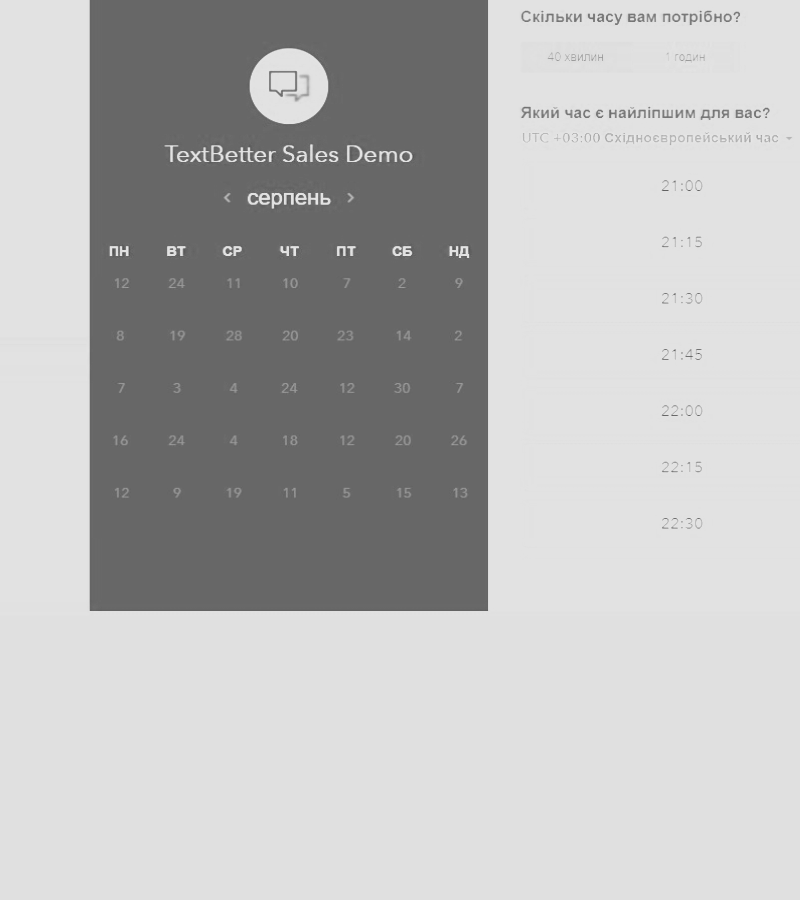 TextBetter Sales Demo
серпень
ПН ВТ СР ЧТ ПТ СБ НД
12 24 11 10 7 2 9
8 19 28 20 23 14 2
7 3 4 24 12 30 7
16 24 4 18 12 20 26
12 9 19 11 5 15 13
Скільки часу вам потрібно?
40 хвилин 1 годин
Який час є найліпшим для вас?
UTC +03:00 Східноєвропейський час
21:00
21:15
21:30
21:45
22:00
22:15
22:30